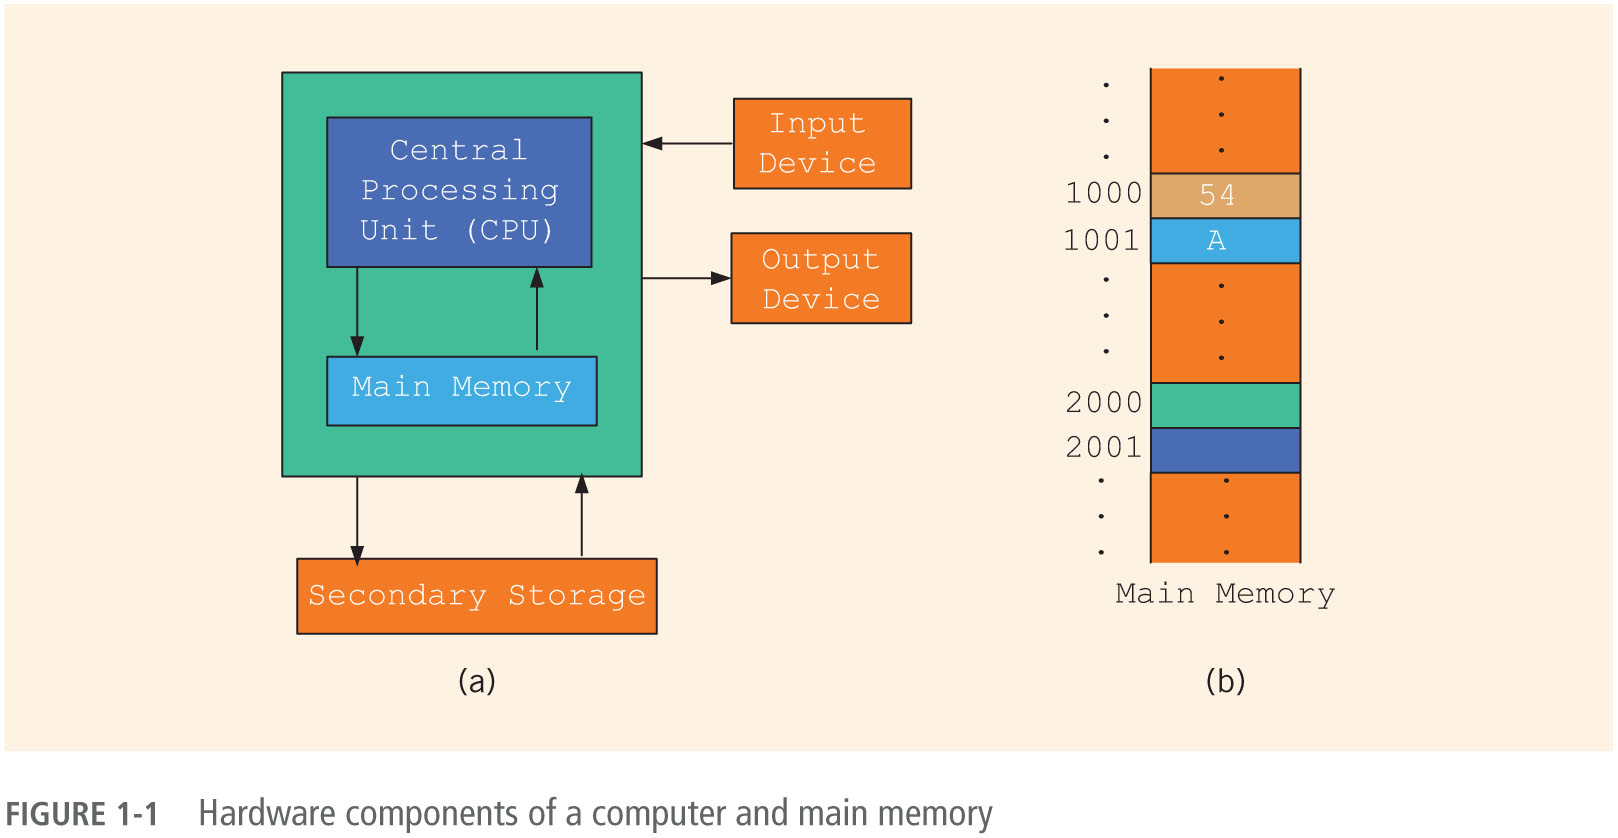 Central
Processing
Unit (CPU)
Main Memory
Secondary Storage
Input
Device
Output
Device
(a)
1000 54
1001 A
2000
2001
Main Memory
(b)
FIGURE 1-1 Hardware components of a computer and main memory